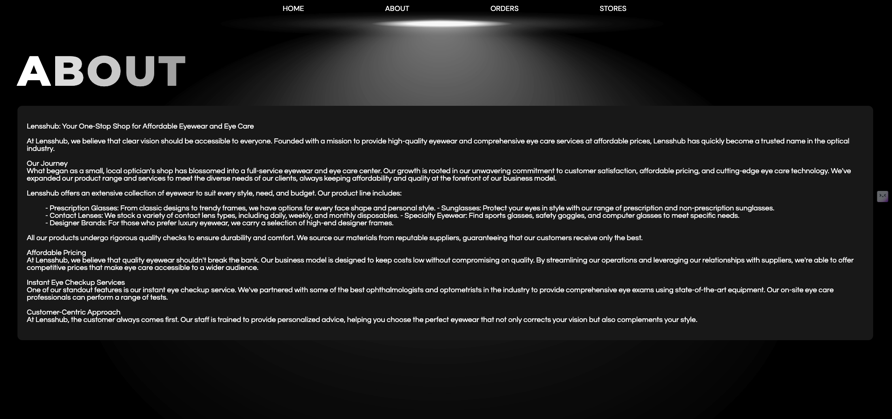 HOME ABOUT ORDERS STORES
ABOUT
Lensshub: Your One-Stop Shop for Affordable Eyewear and Eye Care
At Lensshub, we believe that clear vision should be accessible to everyone. Founded with a mission to provide high-quality eyewear and comprehensive eye care services at affordable prices, Lensshub has quickly become a trusted name in the optical
industry.
Our Journey
What began as a small, local optician's shop has blossomed into a full-service eyewear and eye care center. Our growth is rooted in our unwavering commitment to customer satisfaction, affordable pricing, and cutting-edge eye care technology. We've
expanded our product range and services to meet the diverse needs of our clients, always keeping affordability and quality at the forefront of our business model.
Lensshub offers an extensive collection of eyewear to suit every style, need, and budget. Our product line includes:
- Prescription Glasses: From classic designs to trendy frames, we have options for every face shape and personal style. - Sunglasses: Protect your eyes in style with our range of prescription and non-prescription sunglasses.
- Contact Lenses: We stock a variety of contact lens types, including daily, weekly, and monthly disposables. - Specialty Eyewear: Find sports glasses, safety goggles, and computer glasses to meet specific needs.
- Designer Brands: For those who prefer luxury eyewear, we carry a selection of high-end designer frames.
All our products undergo rigorous quality checks to ensure durability and comfort. We source our materials from reputable suppliers, guaranteeing that our customers receive only the best.
Affordable Pricing
At Lensshub, we believe that quality eyewear shouldn't break the bank. Our business model is designed to keep costs low without compromising on quality. By streamlining our operations and leveraging our relationships with suppliers, we're able to offer
competitive prices that make eye care accessible to a wider audience.
Instant Eye Checkup Services
One of our standout features is our instant eye checkup service. We've partnered with some of the best ophthalmologists and optometrists in the industry to provide comprehensive eye exams using state-of-the-art equipment. Our on-site eye care
professionals can perform a range of tests.
Customer-Centric Approach
At Lensshub, the customer always comes first. Our staff is trained to provide personalized advice, helping you choose the perfect eyewear that not only corrects your vision but also complements your style.